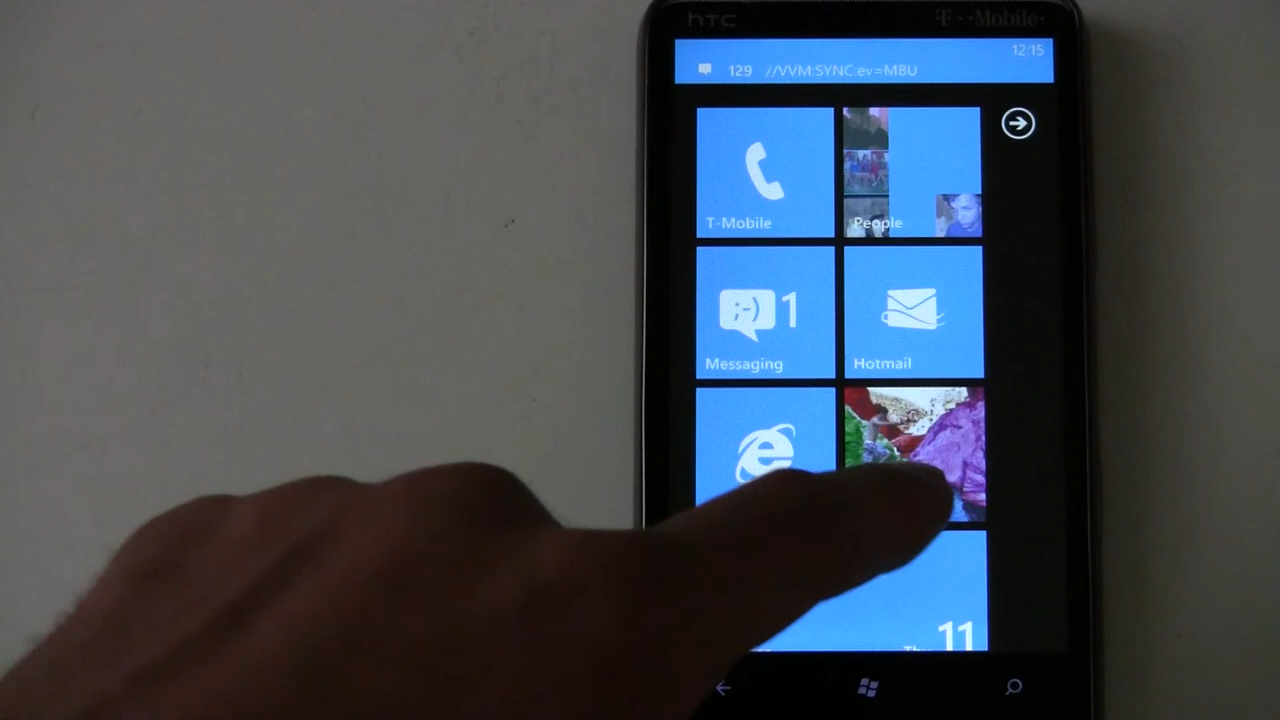 hTC T··Mobile·
12:15
129 //VVM:SYNC:ev=MBU
T-Mobile
People
;-) 1
Messaging
Hotmail
11